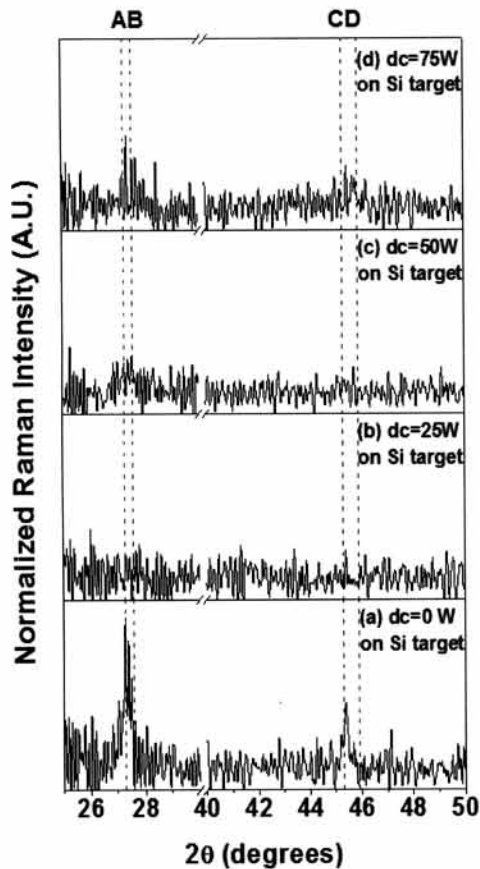 AB CD
(d) dc=75W
on Si target
(c) dc=50W
on Si target
(b) dc=25W
on Si target
(a) dc=0 W
on Si target
Normalized Raman Intensity (A.U.)
26 28 40 42 44 46 48 50
2θ (degrees)